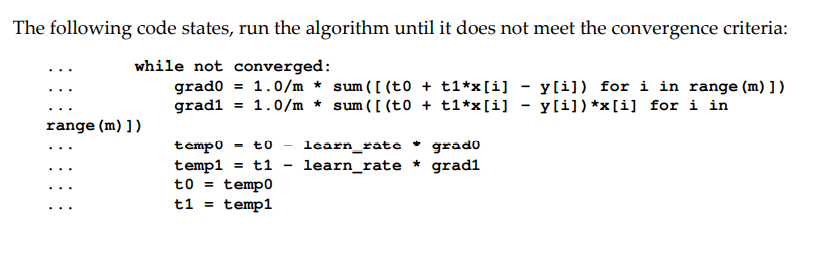 The following code states, run the algorithm until it does not meet the convergence criteria:
... while not converged:
... grad0 = 1.0/m * sum([(t0 + t1*x[i] - y[i]) for i in range(m)])
... grad1 = 1.0/m * sum([(t0 + t1*x[i] - y[i])*x[i] for i in
range(m)])
... temp0 = t0 - learn_rate * grad0
... temp1 = t1 - learn_rate * grad1
... t0 = temp0
... t1 = temp1